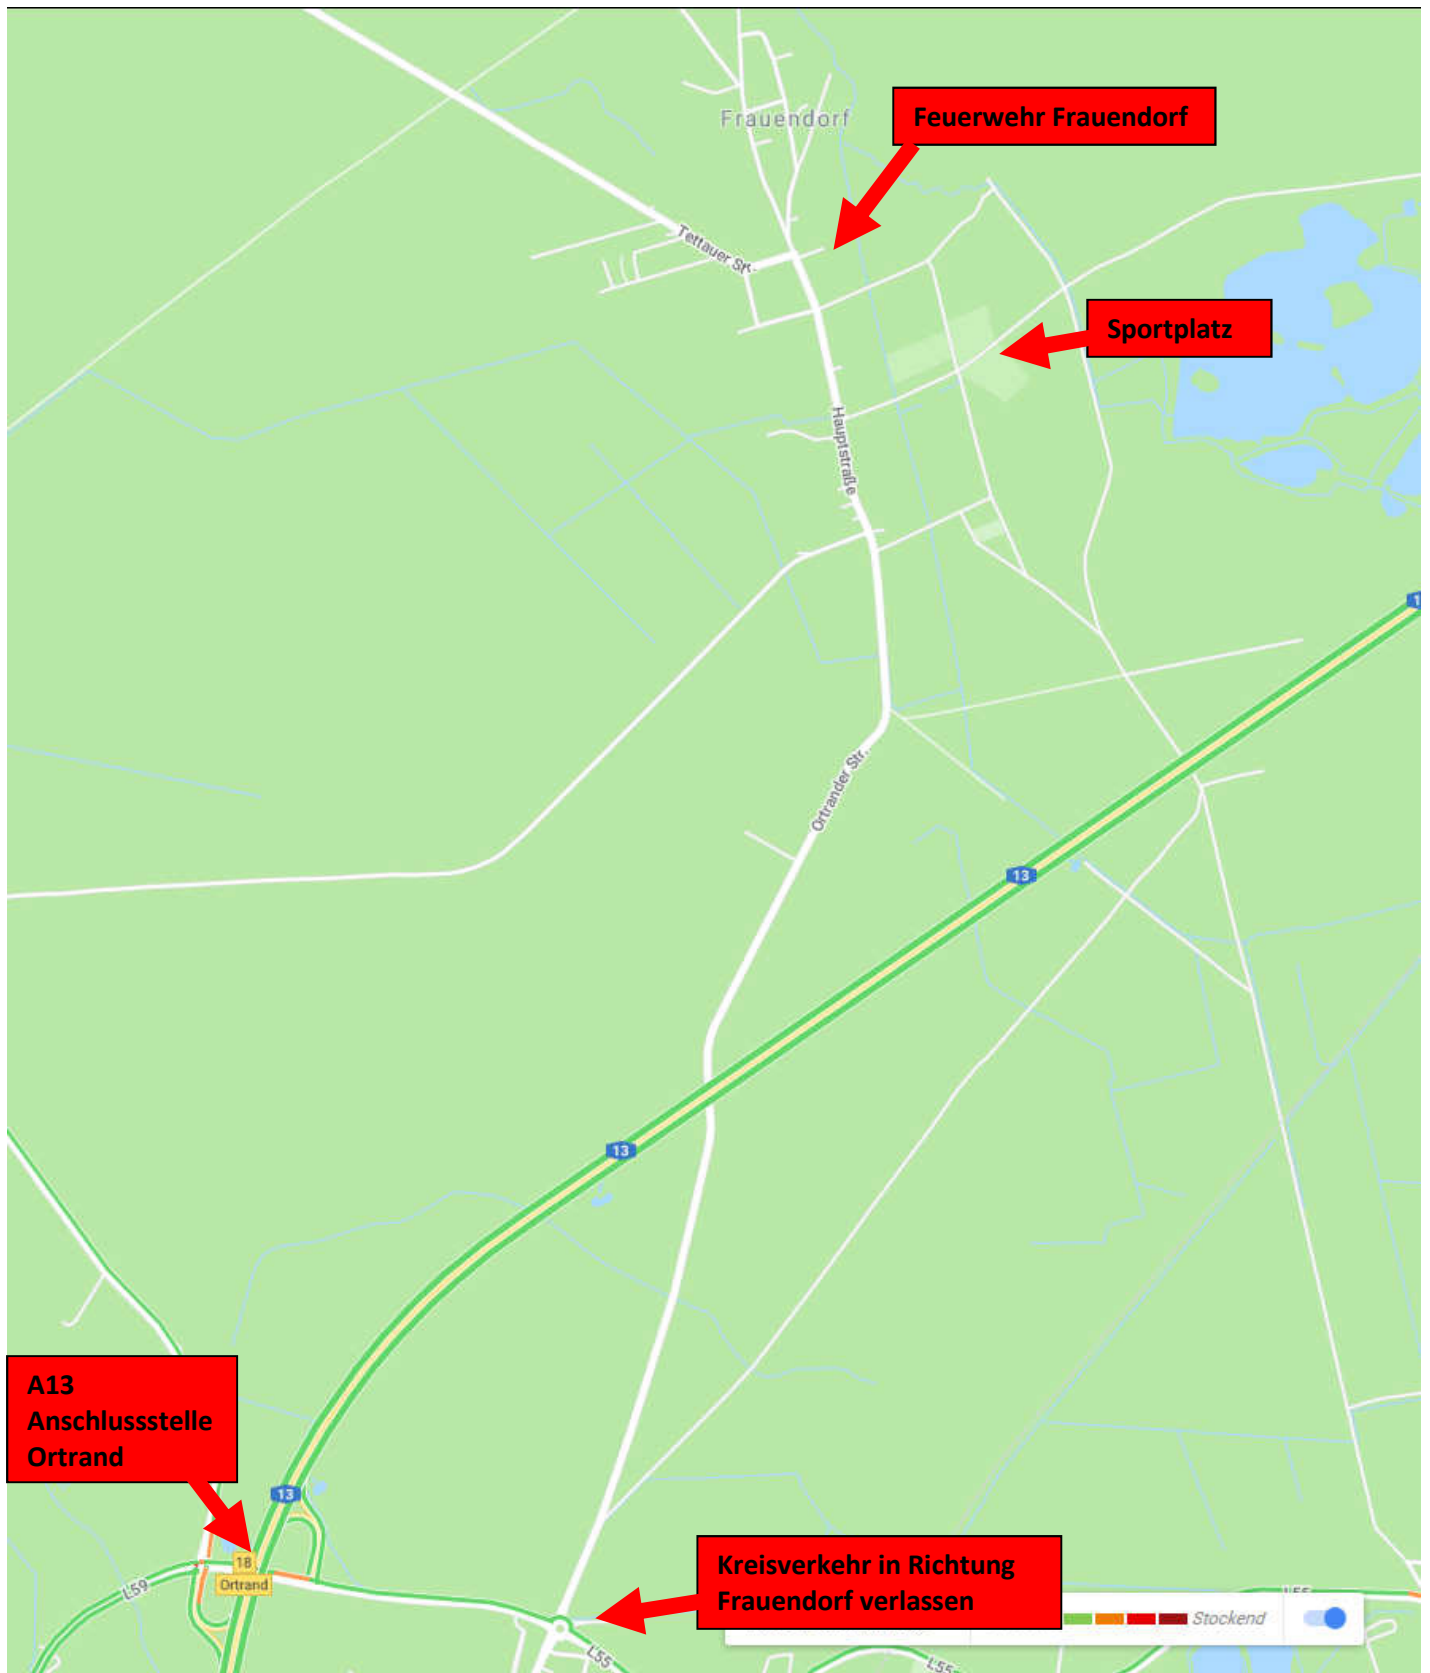 Frauendorf
Feuerwehr Frauendorf
Tettauer Str.
Sportplatz
Hauptstraße
Ortrander Str.
13
13
A13
Anschlussstelle
Ortrand
13
18
Ortrand
L59
Kreisverkehr in Richtung
Frauendorf verlassen
L55
Stockend
L55
L55